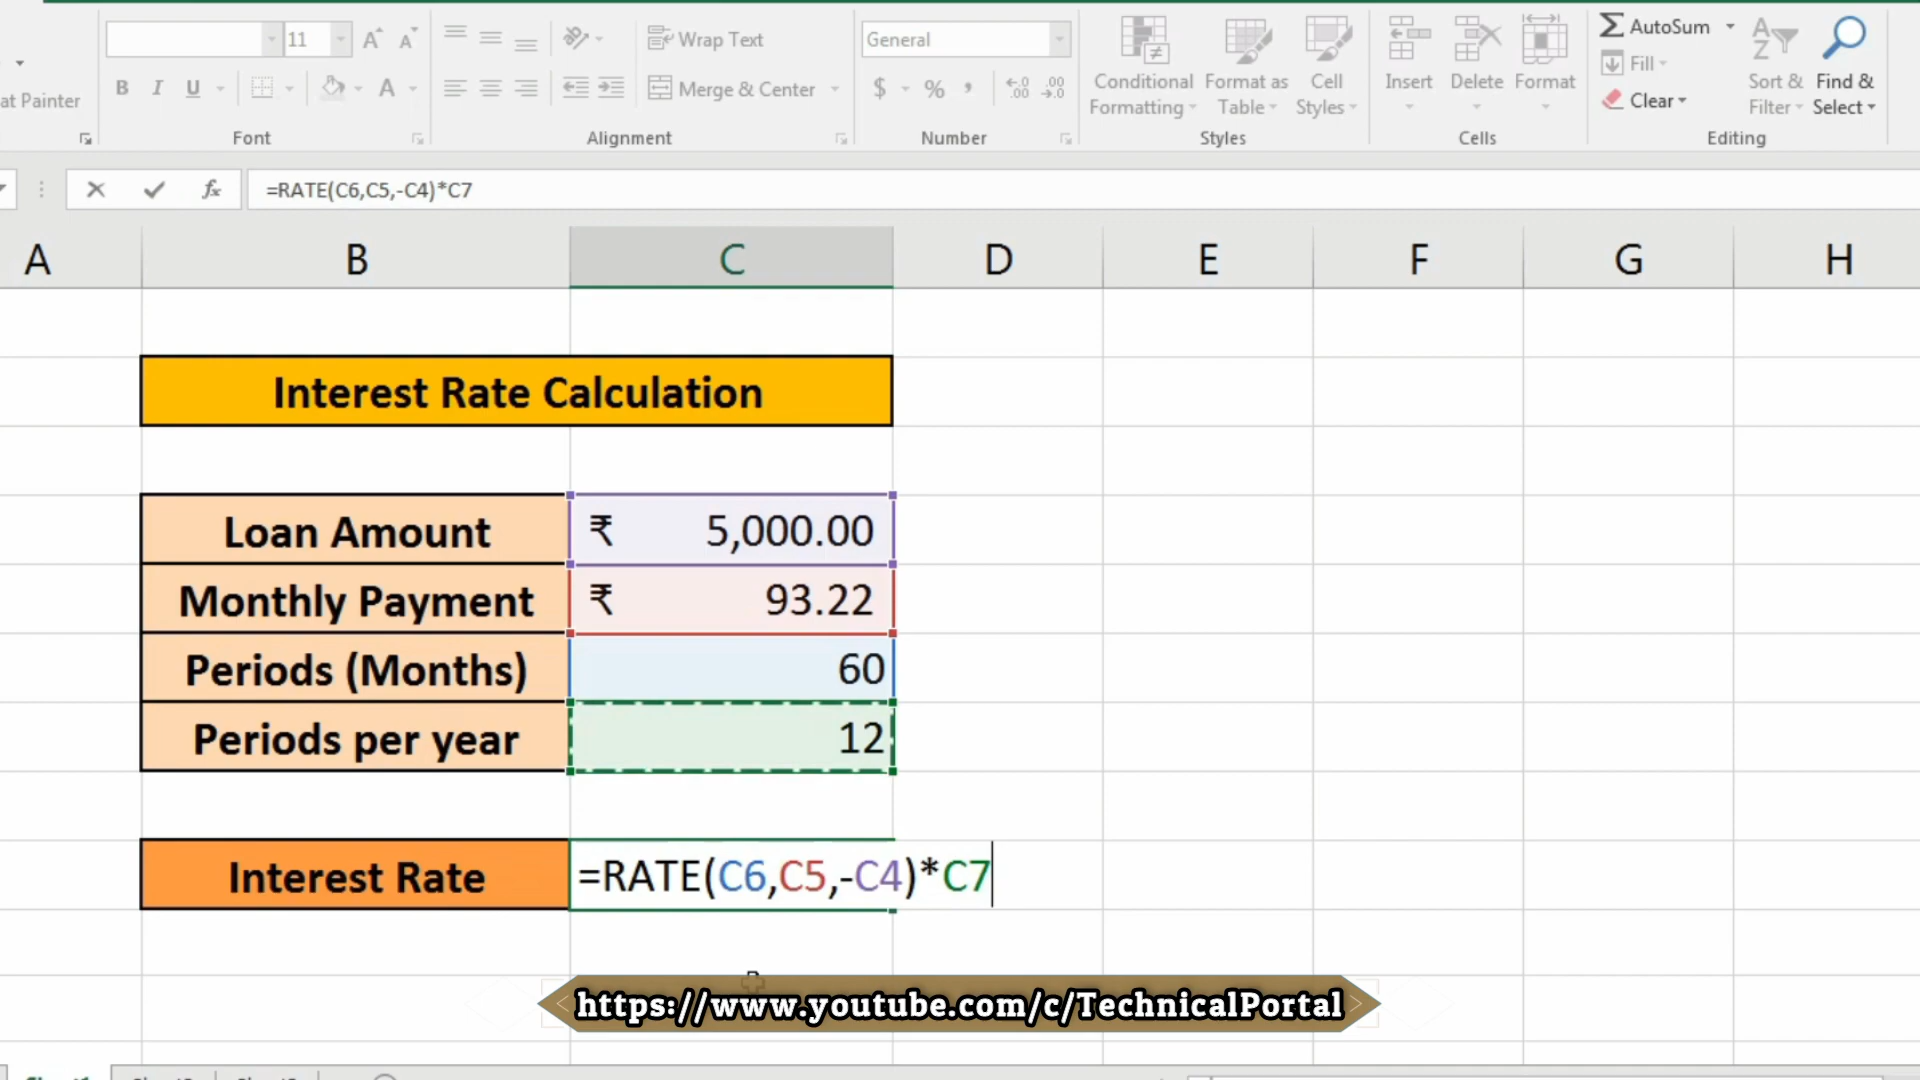 11 A A Wrap Text General AutoSum
Fill
at Painter B I U A Merge & Center $ % , Conditional Formatting Format as Table Cell Styles Insert Delete Format Clear Sort & Filter Find & Select
Font Alignment Number Styles Cells Editing
fx =RATE(C6,C5,-C4)*C7
A B C D E F G H
Interest Rate Calculation
Loan Amount ₹ 5,000.00
Monthly Payment ₹ 93.22
Periods (Months) 60
Periods per year 12
Interest Rate =RATE(C6,C5,-C4)*C7
https://www.youtube.com/c/TechnicalPortal